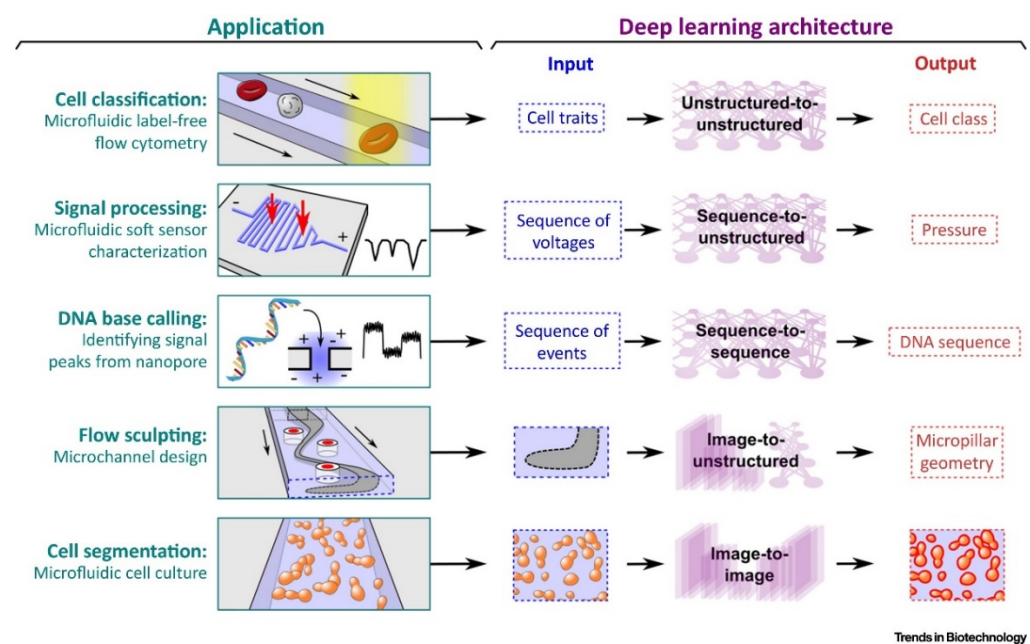 Application
Deep learning architecture
Input
Output
Cell classification:
Microfluidic label-free
flow cytometry
Cell traits
Unstructured-to-
unstructured
Cell class
Signal processing:
Microfluidic soft sensor
characterization
-
+
Sequence of
voltages
Sequence-to-
unstructured
Pressure
DNA base calling:
Identifying signal
peaks from nanopore
+
-
+
-
+
-
Sequence of
events
Sequence-to-
sequence
DNA sequence
Flow sculpting:
Microchannel design
Image-to-
unstructured
Micropillar
geometry
Cell segmentation:
Microfluidic cell culture
Image-to-
image
Trends in Biotechnology